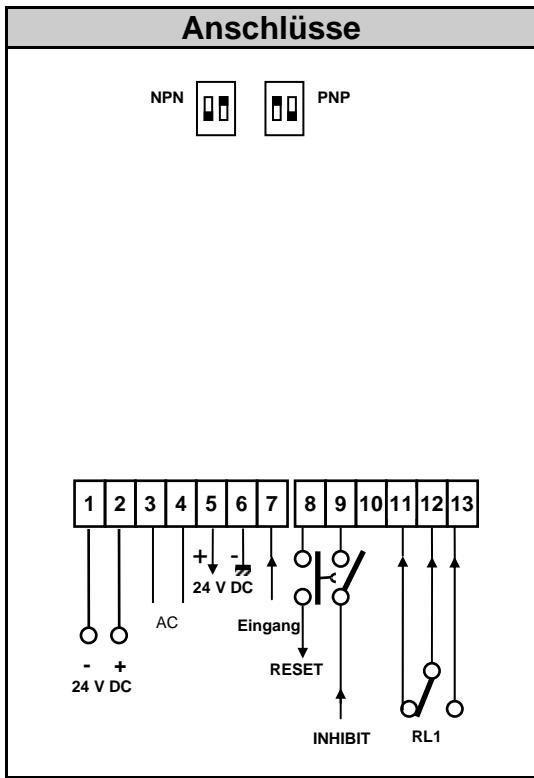 Anschlüsse
NPN PNP
1 2 3 4 5 6 7 8 9 10 11 12 13
+ -
24 V DC
AC
Eingang
- +
24 V DC
RESET
INHIBIT
RL1